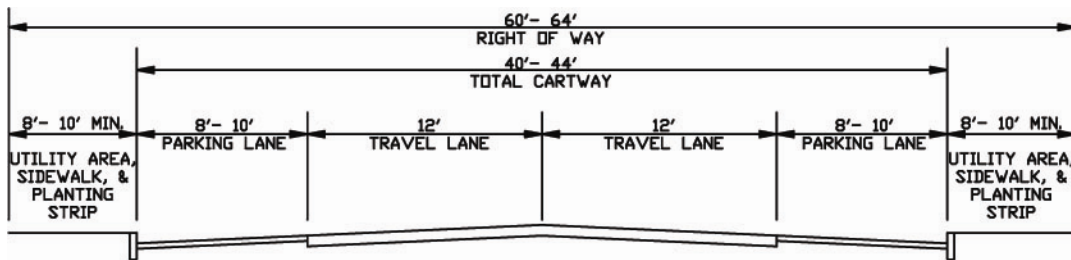 60'- 64'
RIGHT OF WAY
40'- 44'
TOTAL CARTWAY
8'- 10' MIN.
8'- 10'
12'
12'
8'- 10'
8'- 10' MIN.
PARKING LANE
TRAVEL LANE
TRAVEL LANE
PARKING LANE
UTILITY AREA,
SIDEWALK, &
PLANTING
STRIP
UTILITY AREA,
SIDEWALK, &
PLANTING
STRIP